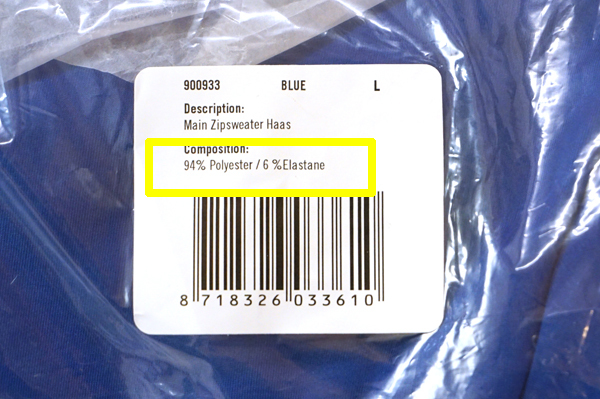 900933 BLUE L
Description:
Main Zipsweater Haas
Composition:
94% Polyester / 6 %Elastane
8 718326 033610